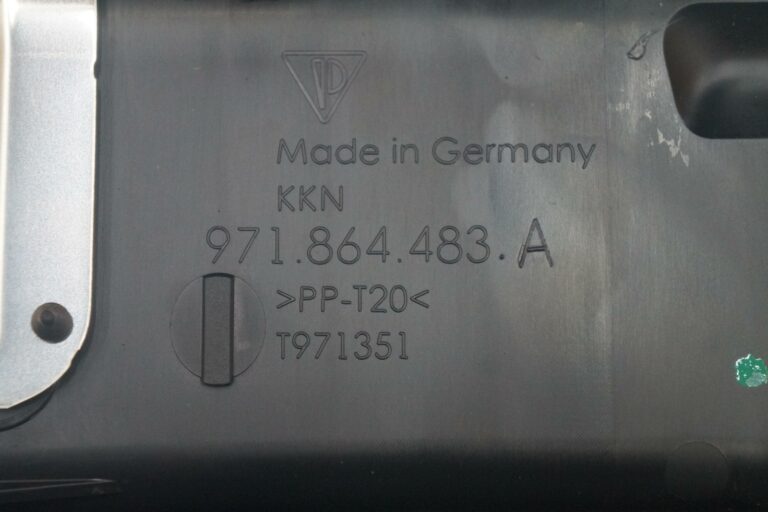 Made in Germany
KKN
971.864.483.A
>PP-T20<
T971351